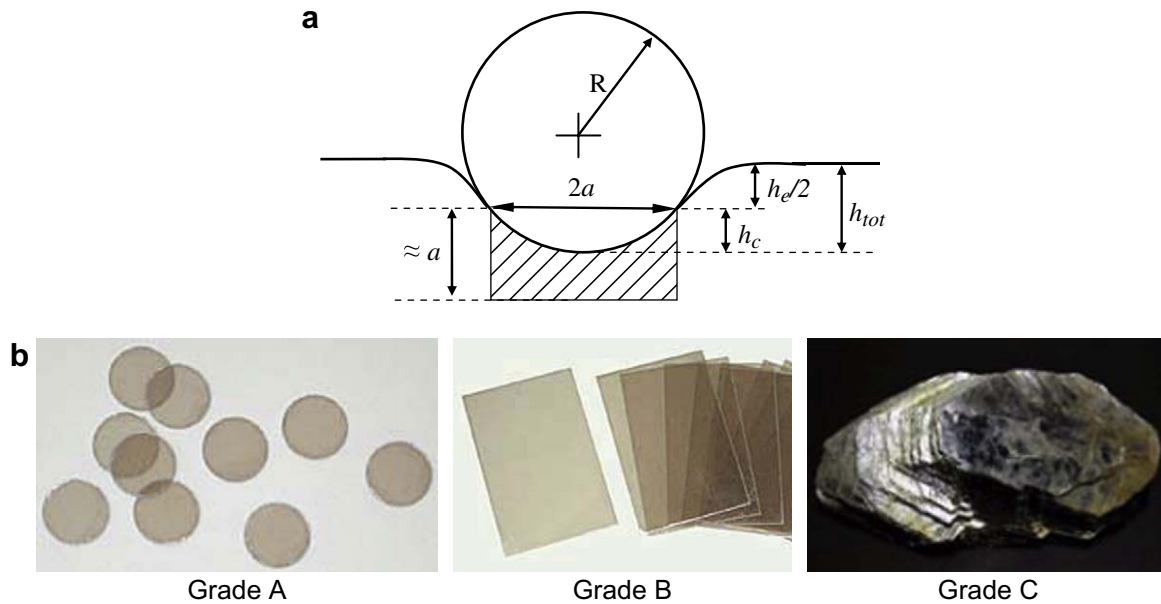 a
R
2a
h_e/2
h_tot
h_c
≈ a
b
Grade A
Grade B
Grade C